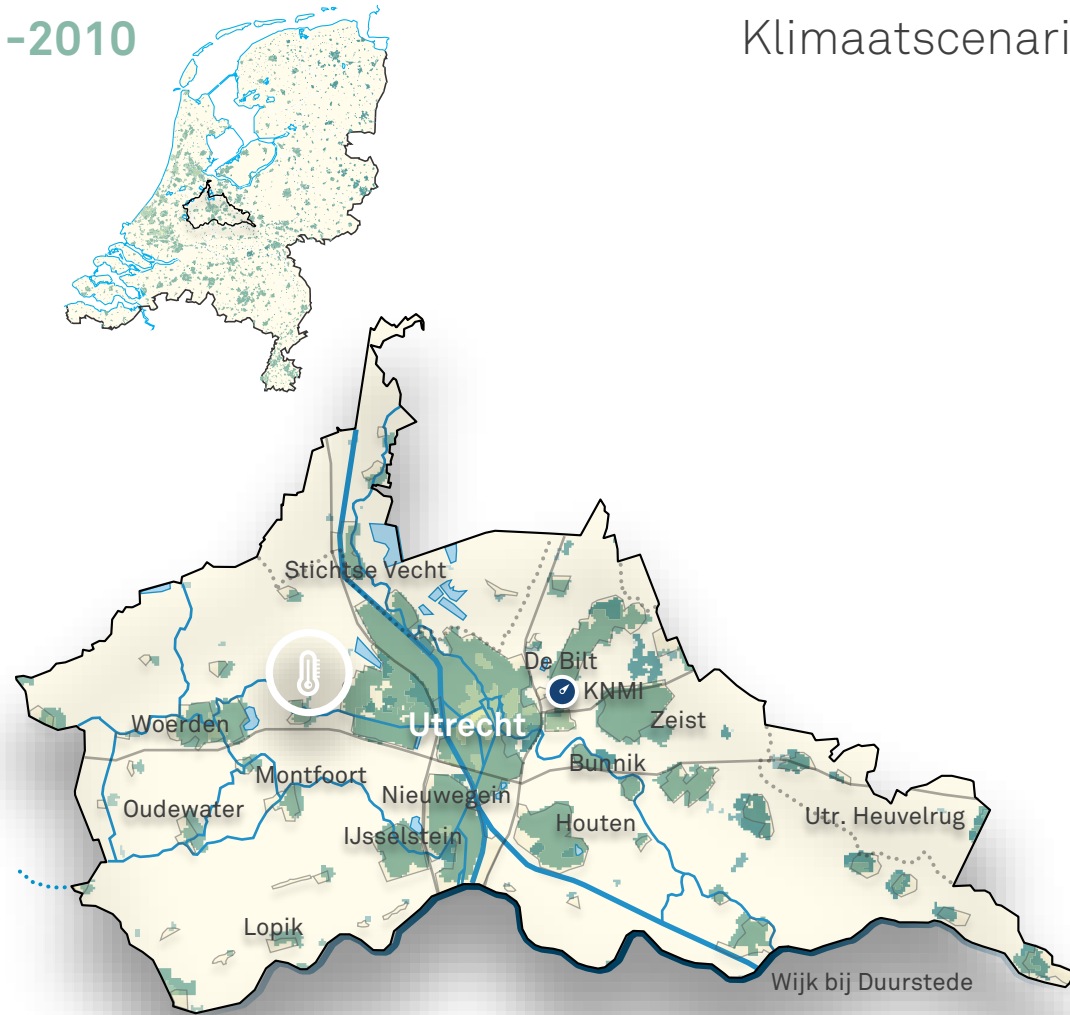 -2010
Klimaatscenari
Stichtse Vecht
De Bilt
KNMI
Utrecht
Zeist
Woerden
Bunnik
Montfoort
Nieuwegein
Oudewater
IJsselstein
Houten
Utr. Heuvelrug
Lopik
Wijk bij Duurstede